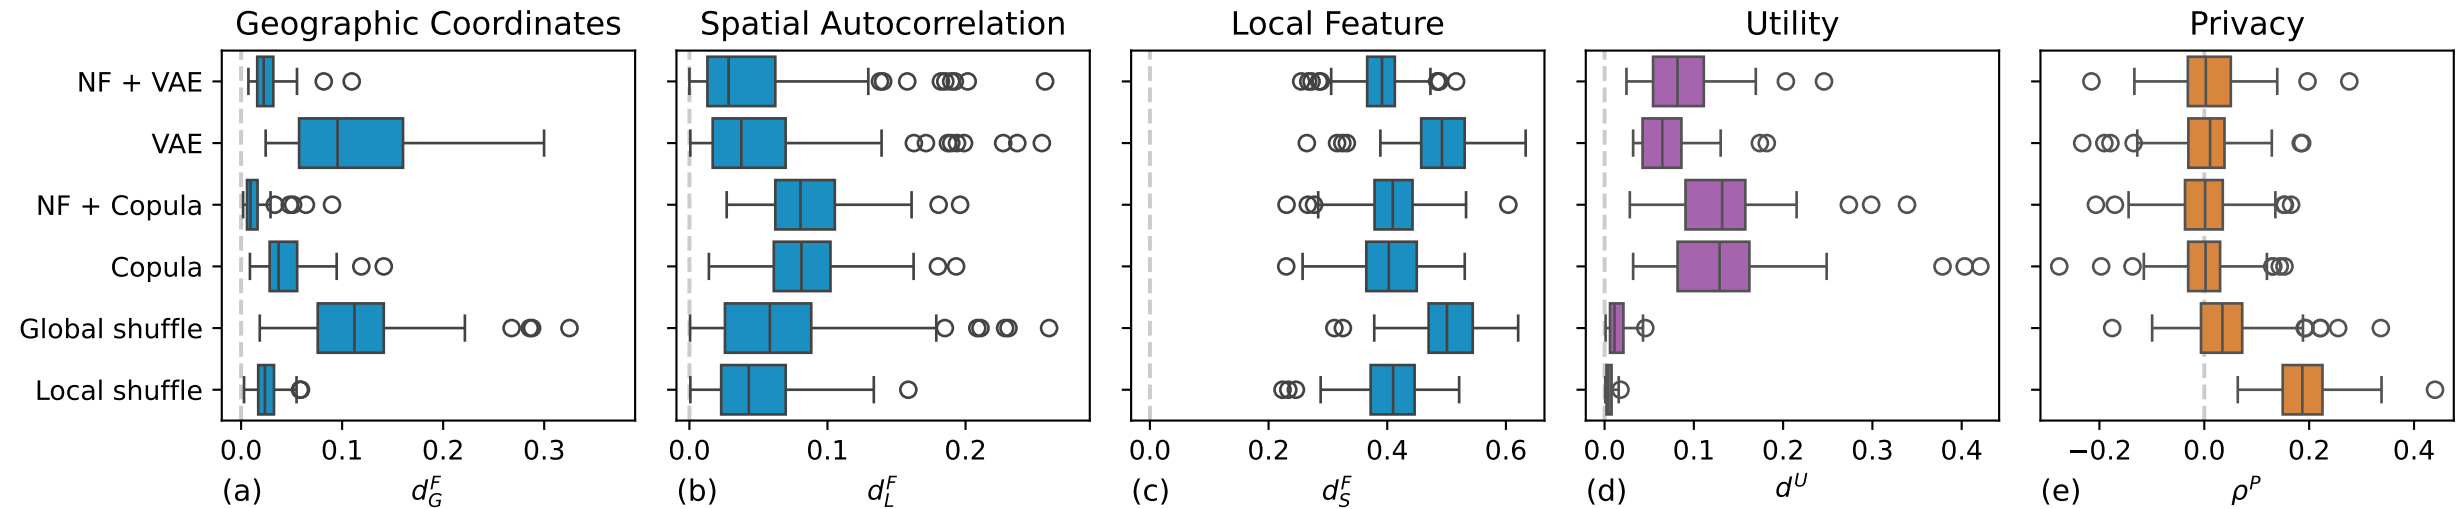 Geographic Coordinates
Spatial Autocorrelation
Local Feature
Utility
Privacy
NF + VAE
VAE
NF + Copula
Copula
Global shuffle
Local shuffle
0.0 0.1 0.2 0.3
0.0 0.1 0.2
0.0 0.2 0.4 0.6
0.0 0.1 0.2 0.3 0.4
−0.2 0.0 0.2 0.4
(a) $d_G^F$
(b) $d_L^F$
(c) $d_S^F$
(d) $d^U$
(e) $\rho^P$